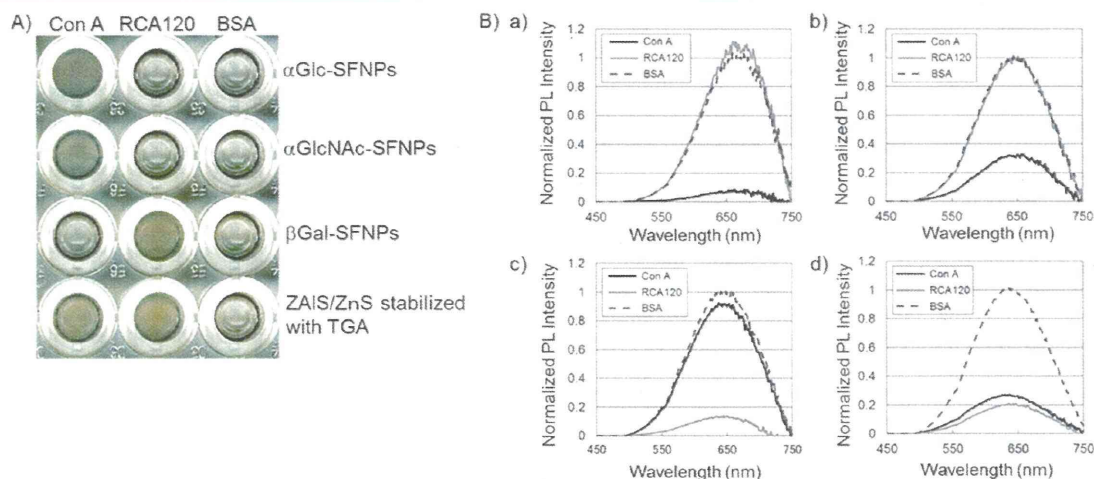 A)
Con A RCA120 BSA
αGlc-SFNPs
αGlcNAc-SFNPs
βGal-SFNPs
ZAIS/ZnS stabilized
with TGA
B) a)
Normalized PL Intensity
1.2
1
0.8
0.6
0.4
0.2
0
Con A
RCA120
BSA
450 550 650 750
Wavelength (nm)
b)
Normalized PL Intensity
1.2
1
0.8
0.6
0.4
0.2
0
Con A
RCA120
BSA
450 550 650 750
Wavelength (nm)
c)
Normalized PL Intensity
1.2
1
0.8
0.6
0.4
0.2
0
Con A
RCA120
BSA
450 550 650 750
Wavelength (nm)
d)
Normalized PL Intensity
1.2
1
0.8
0.6
0.4
0.2
0
Con A
RCA120
BSA
450 550 650 750
Wavelength (nm)